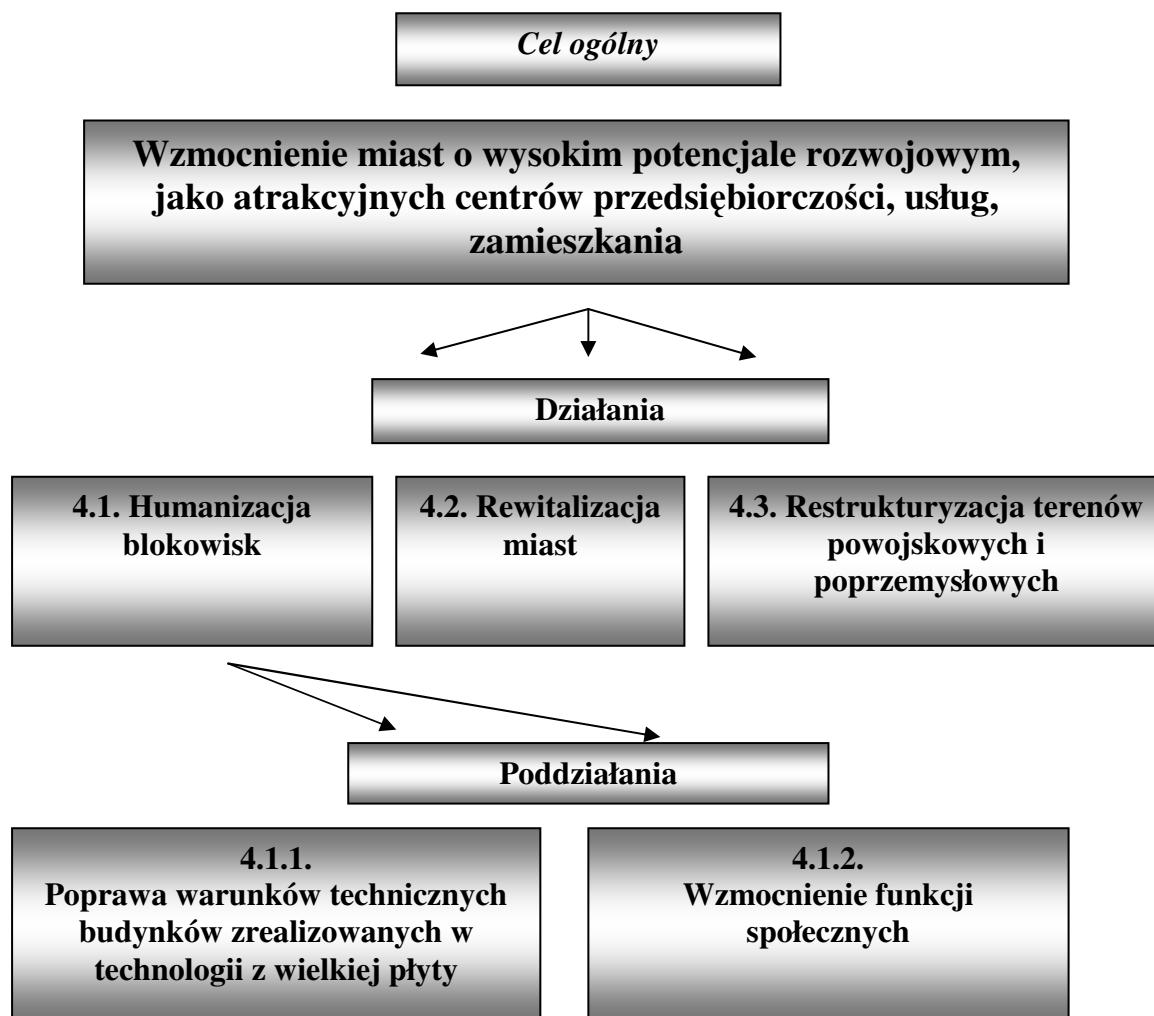 Cel ogólny
Wzmocnienie miast o wysokim potencjale rozwojowym,
jako atrakcyjnych centrów przedsiębiorczości, usług,
zamieszkania
Działania
4.1. Humanizacja
blokowisk
4.2. Rewitalizacja
miast
4.3. Restrukturyzacja terenów
powojskowych i
poprzemysłowych
Poddziałania
4.1.1.
Poprawa warunków technicznych
budynków zrealizowanych w
technologii z wielkiej płyty
4.1.2.
Wzmocnienie funkcji
społecznych